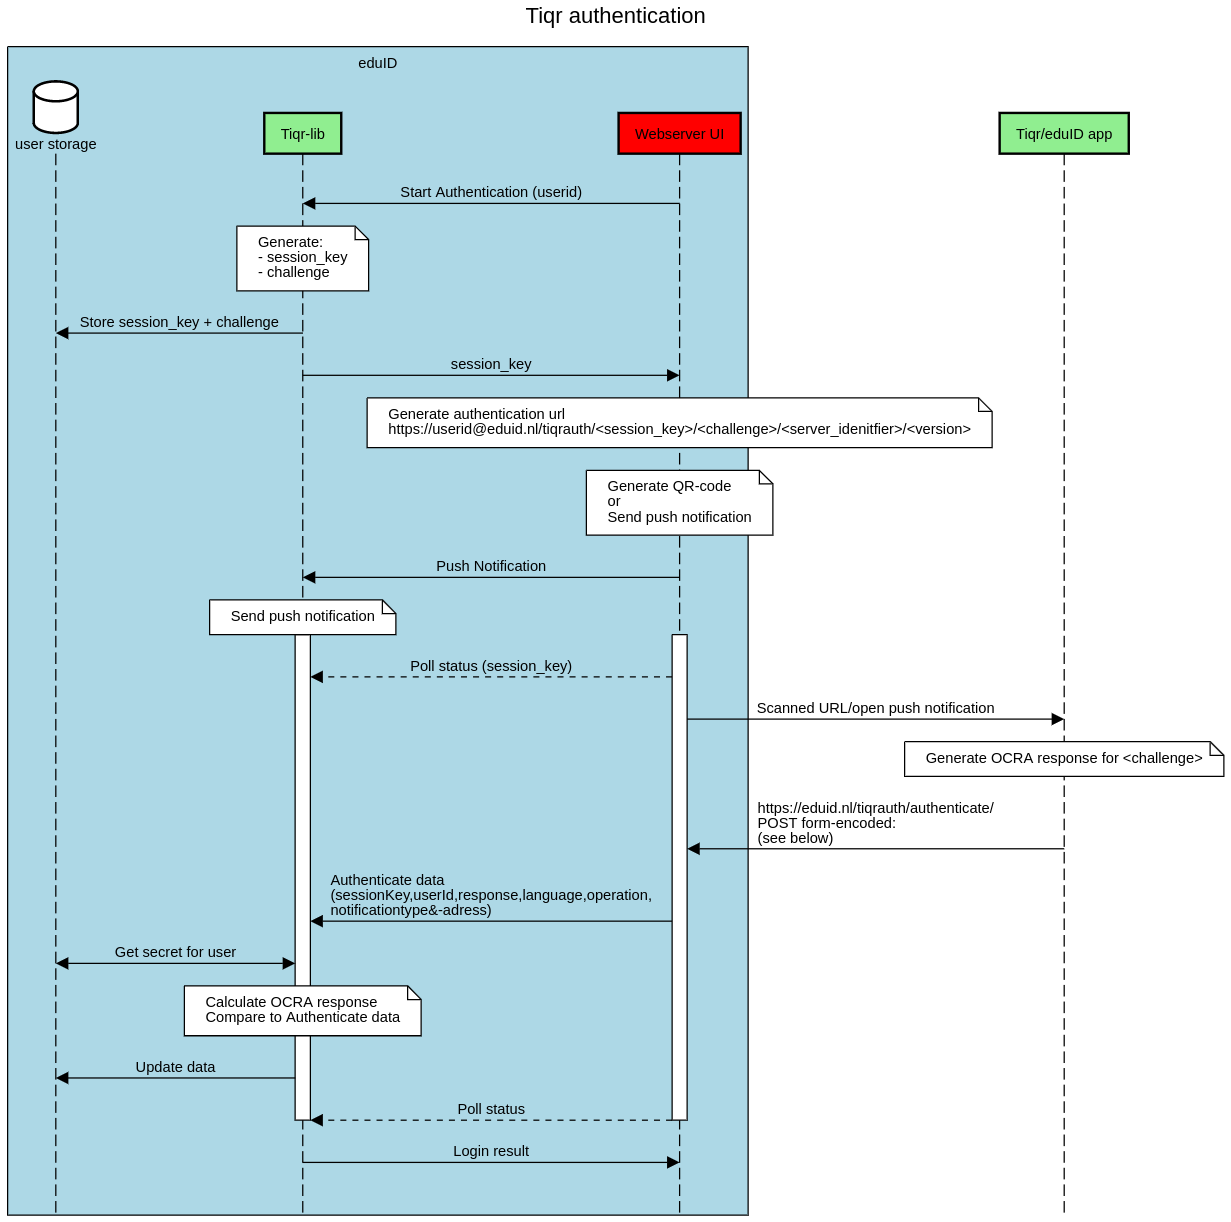 Tiqr authentication
eduID
user storage
Tiqr-lib
Webserver UI
Tiqr/eduID app
Start Authentication (userid)
Generate:
- session_key
- challenge
Store session_key + challenge
session_key
Generate authentication url
https://userid@eduid.nl/tiqrauth/<session_key>/<challenge>/<server_idenitfier>/<version>
Generate QR-code
or
Send push notification
Push Notification
Send push notification
Poll status (session_key)
Scanned URL/open push notification
Generate OCRA response for <challenge>
https://eduid.nl/tiqrauth/authenticate/
POST form-encoded:
(see below)
Authenticate data
(sessionKey,userId,response,language,operation,
notificationtype&-adress)
Get secret for user
Calculate OCRA response
Compare to Authenticate data
Update data
Poll status
Login result